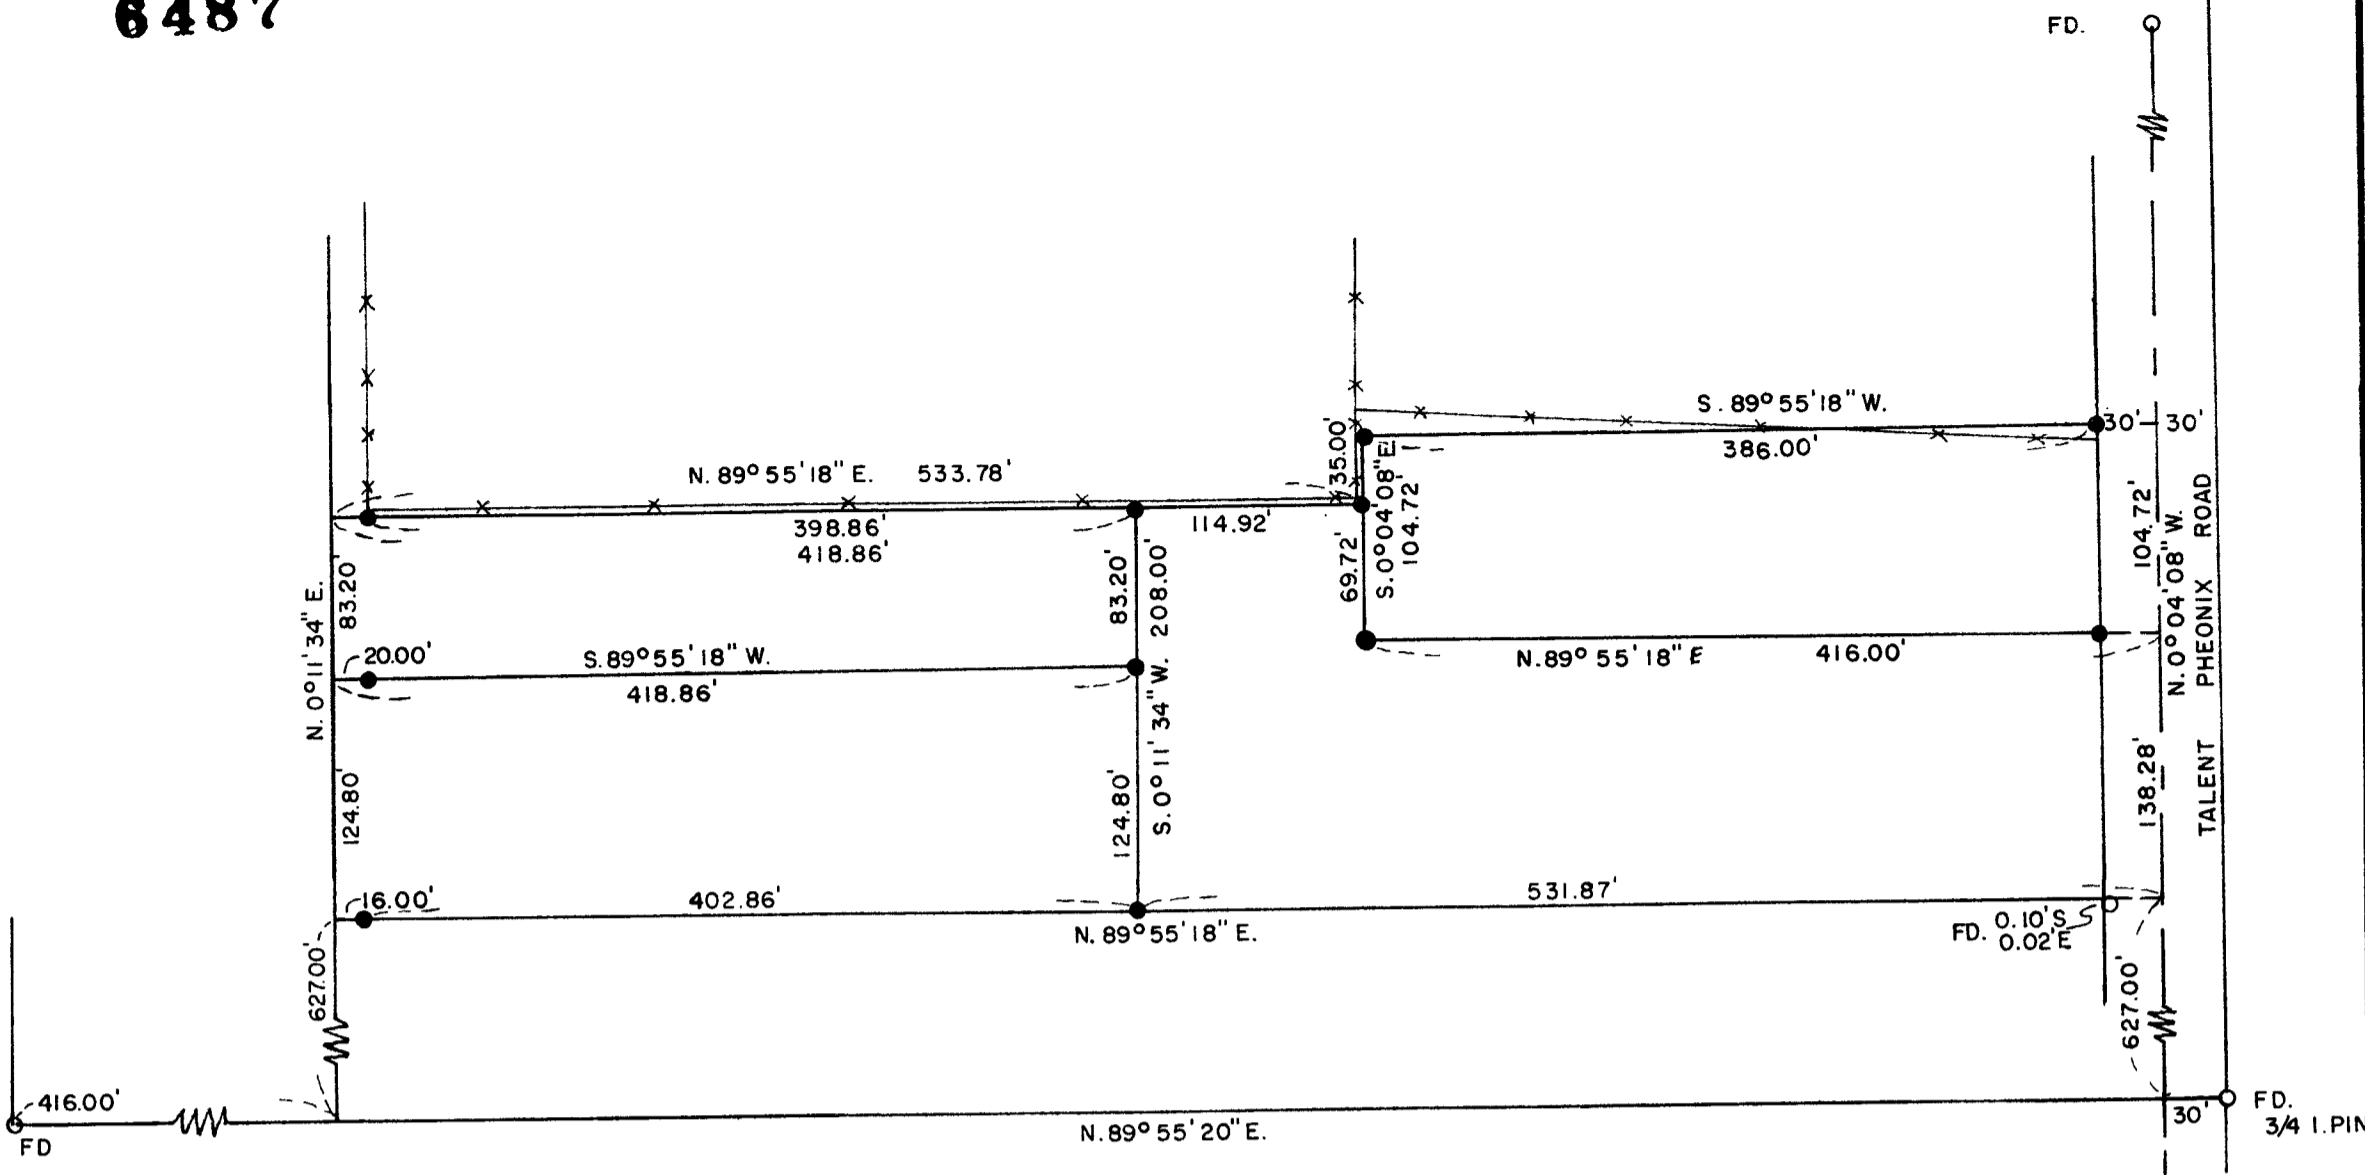 6487
FD.
S. 89° 55' 18" W.
30' 30'
386.00'
35.00'
N. 89° 55' 18" E. 533.78'
398.86'
418.86'
114.92'
S. 0° 04' 08" E.
104.72'
69.72'
83.20'
83.20'
208.00'
S. 0° 11' 34" W.
N. 0° 11' 34" E.
104.72'
N. 0° 04' 08" W.
TALENT PHEONIX ROAD
20.00'
S. 89° 55' 18" W.
418.86'
N. 89° 55' 18" E 416.00'
124.80'
124.80'
138.28'
16.00'
402.86'
531.87'
N. 89° 55' 18" E.
FD. 0.10' S
0.02' E
627.00'
627.00'
416.00'
FD
N. 89° 55' 20" E.
30'
FD.
3/4 I. PIN